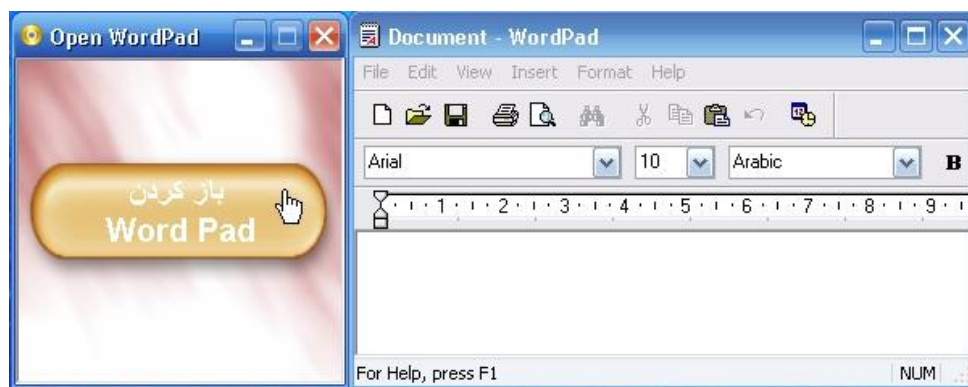 Open WordPad
باز کردن
Word Pad
Document - WordPad
File Edit View Insert Format Help
Arial 10 Arabic B
1 2 3 4 5 6 7 8 9
For Help, press F1 NUM